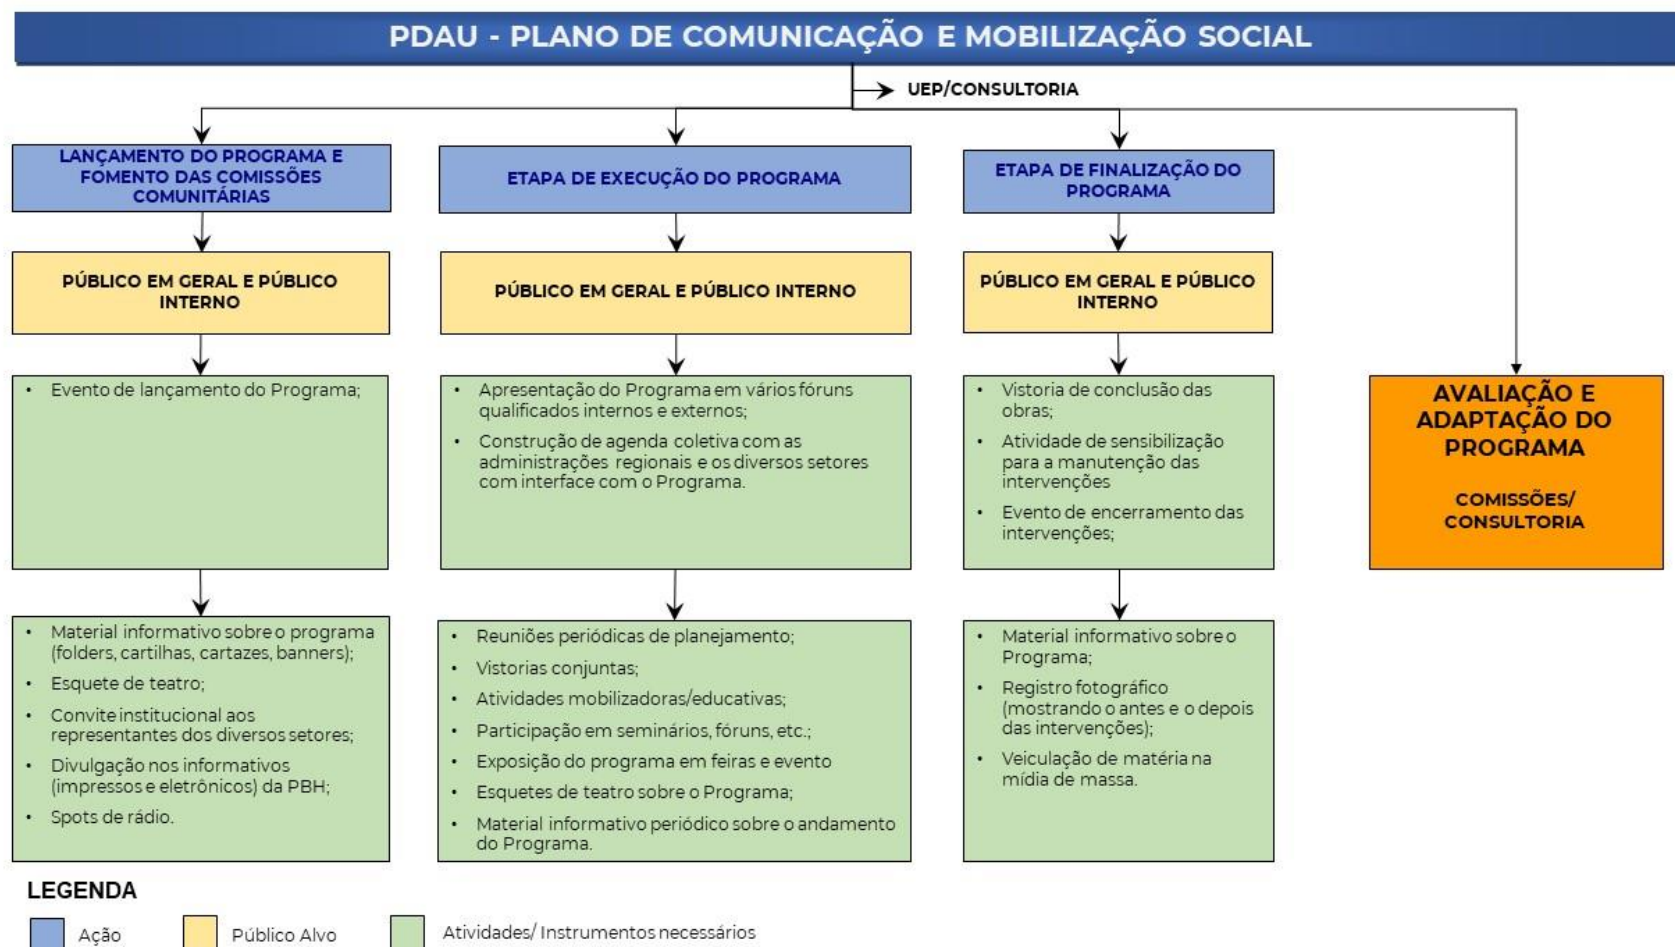 PDAU - PLANO DE COMUNICAÇÃO E MOBILIZAÇÃO SOCIAL
UEP/CONSULTORIA
LANÇAMENTO DO PROGRAMA E
FOMENTO DAS COMISSÕES
COMUNITÁRIAS
PÚBLICO EM GERAL E PÚBLICO
INTERNO
• Evento de lançamento do Programa;
• Material informativo sobre o programa
(folders, cartilhas, cartazes, banners);
• Esquete de teatro;
• Convite institucional aos
representantes dos diversos setores;
• Divulgação nos informativos
(impressos e eletrônicos) da PBH;
• Spots de rádio.
ETAPA DE EXECUÇÃO DO PROGRAMA
PÚBLICO EM GERAL E PÚBLICO INTERNO
• Apresentação do Programa em vários fóruns
qualificados internos e externos;
• Construção de agenda coletiva com as
administrações regionais e os diversos setores
com interface com o Programa.
• Reuniões periódicas de planejamento;
• Vistorias conjuntas;
• Atividades mobilizadoras/educativas;
• Participação em seminários, fóruns, etc.;
• Exposição do programa em feiras e evento
• Esquetes de teatro sobre o Programa;
• Material informativo periódico sobre o andamento
do Programa.
ETAPA DE FINALIZAÇÃO DO
PROGRAMA
PÚBLICO EM GERAL E PÚBLICO
INTERNO
• Vistoria de conclusão das
obras;
• Atividade de sensibilização
para a manutenção das
intervenções
• Evento de encerramento das
intervenções;
• Material informativo sobre o
Programa;
• Registro fotográfico
(mostrando o antes e o depois
das intervenções);
• Veiculação de matéria na
mídia de massa.
AVALIAÇÃO E
ADAPTAÇÃO DO
PROGRAMA
COMISSÕES/
CONSULTORIA
LEGENDA
Ação
Público Alvo
Atividades/ Instrumentos necessários